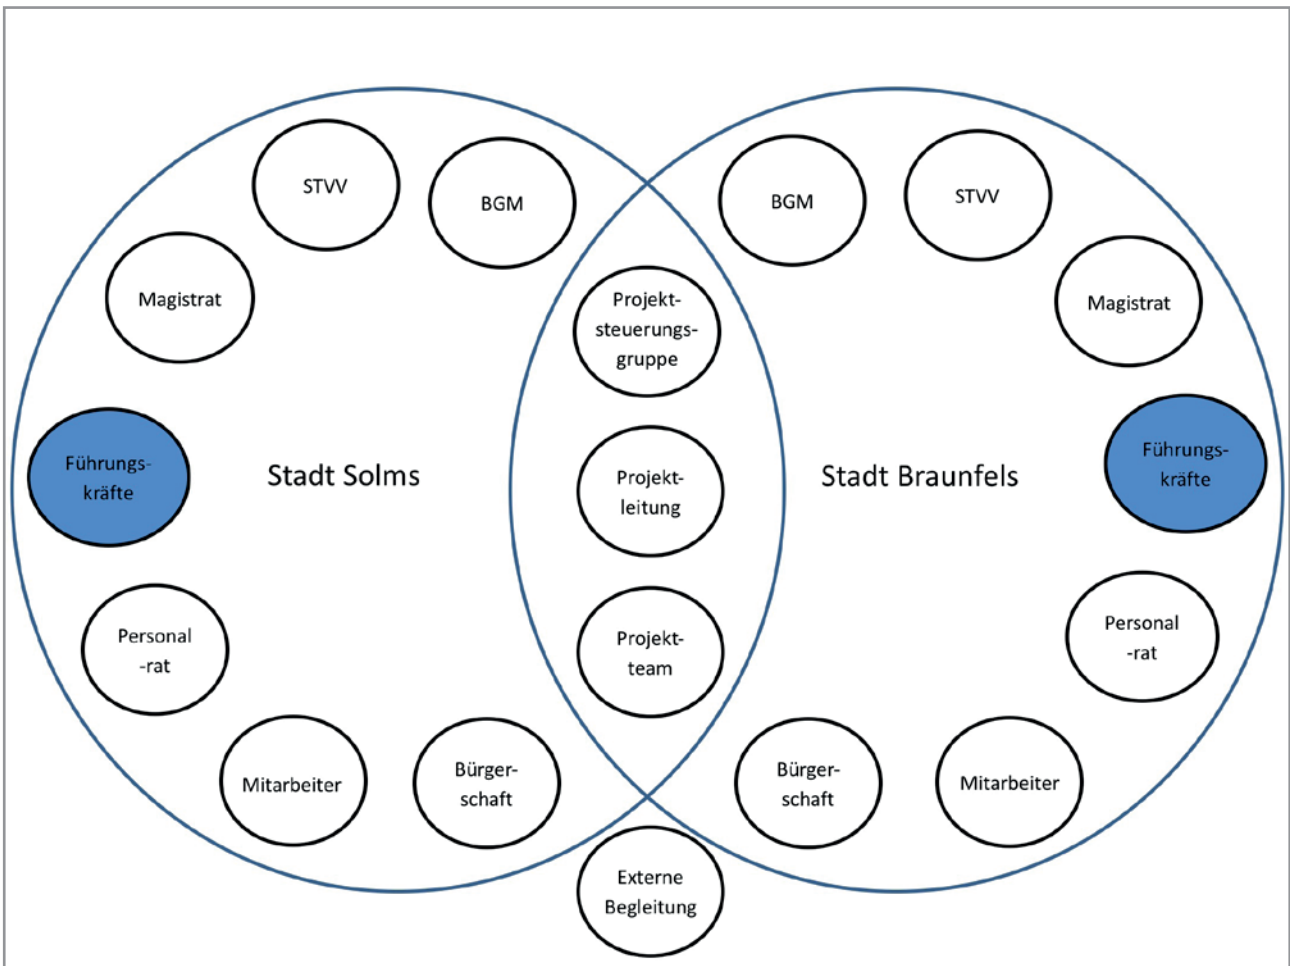 STVV
BGM
Magistrat
Führungs-
kräfte
Personal
-rat
Mitarbeiter
Bürger-
schaft
Stadt Solms
Projekt-
steuerungs-
gruppe
Projekt-
leitung
Projekt-
team
Externe
Begleitung
Stadt Braunfels
BGM
STVV
Magistrat
Führungs-
kräfte
Personal
-rat
Mitarbeiter
Bürger-
schaft